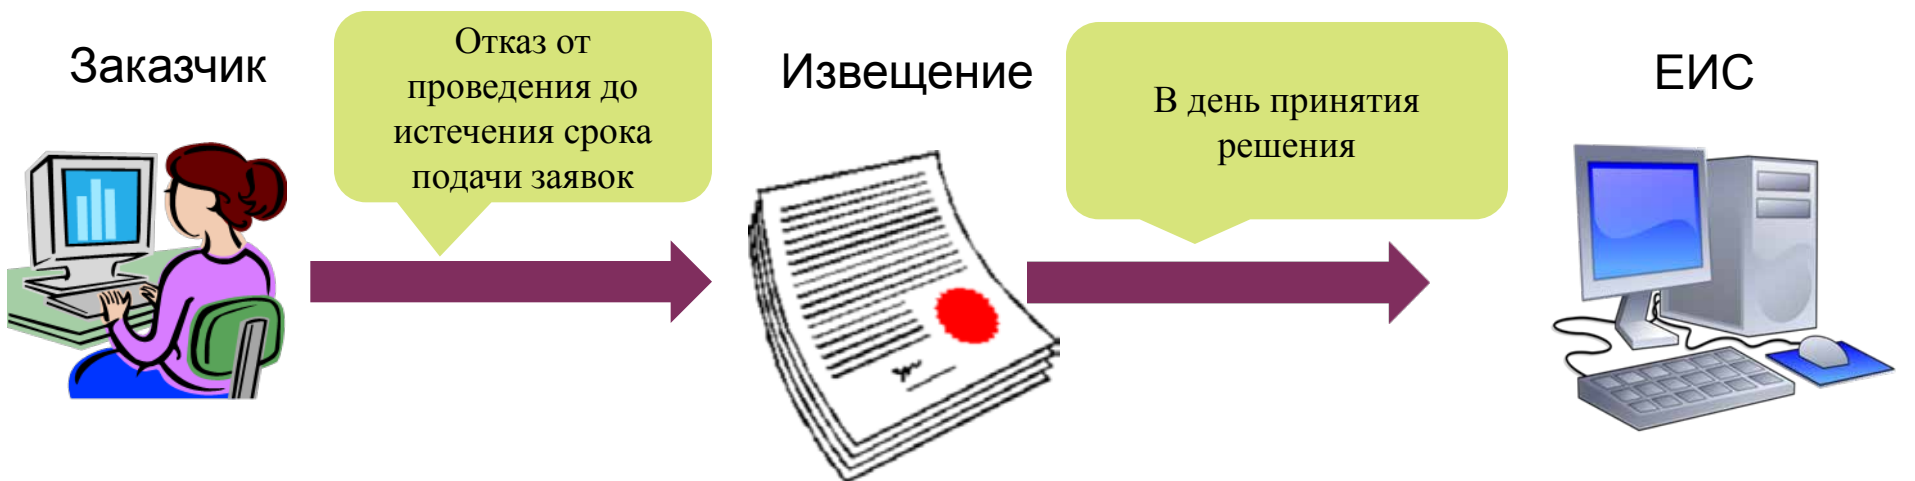 Заказчик
Отказ от
проведения до
истечения срока
подачи заявок
Извещение
В день принятия
решения
ЕИС